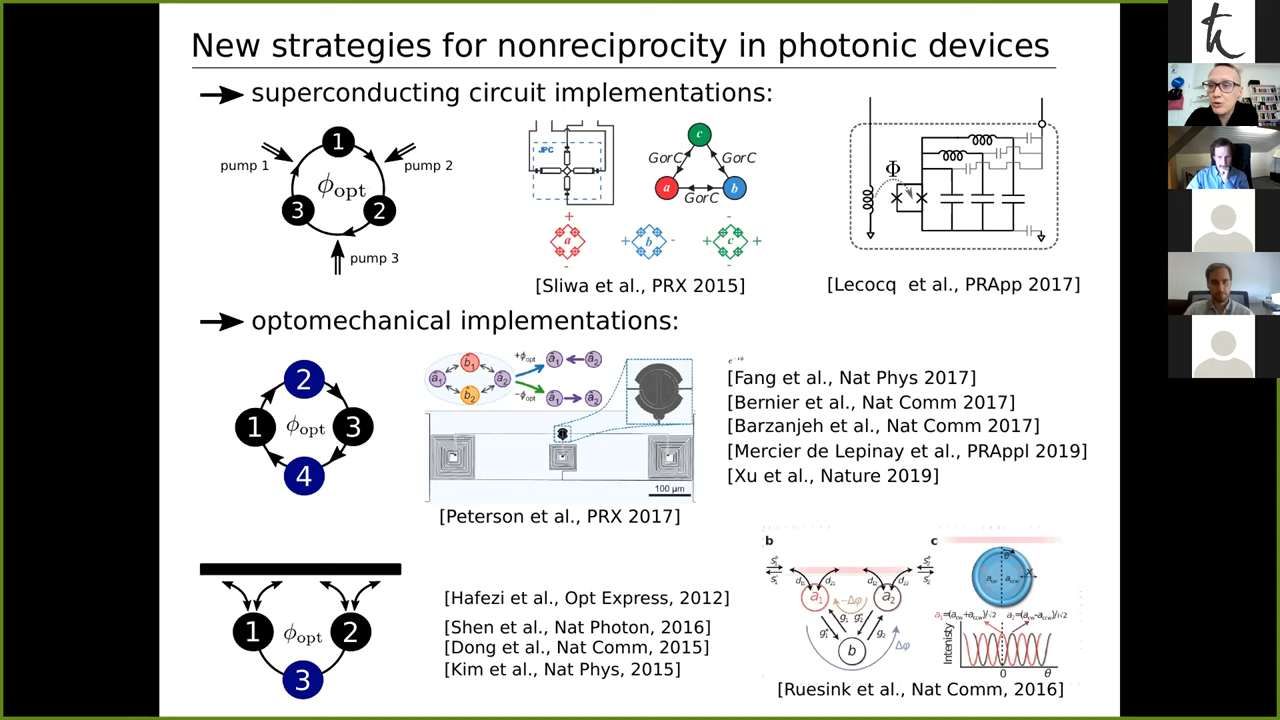 New strategies for nonreciprocity in photonic devices
superconducting circuit implementations:
1
pump 1
pump 2
ϕopt
3
2
pump 3
JPC
c
GorC
GorC
a
b
GorC
+
-
a
-
+
b
-
+
c
+
-
[Sliwa et al., PRX 2015]
Φ
[Lecocq et al., PRApp 2017]
optomechanical implementations:
2
1
ϕopt
3
4
100 μm
[Peterson et al., PRX 2017]
[Fang et al., Nat Phys 2017]
[Bernier et al., Nat Comm 2017]
[Barzanjeh et al., Nat Comm 2017]
[Mercier de Lepinay et al., PRAppl 2019]
[Xu et al., Nature 2019]
1
ϕopt
2
3
[Hafezi et al., Opt Express, 2012]
[Shen et al., Nat Photon, 2016]
[Dong et al., Nat Comm, 2015]
[Kim et al., Nat Phys, 2015]
b
a1
-Δφ
a2
b
Δφ
c
Intenisty
0
θ
[Ruesink et al., Nat Comm, 2016]